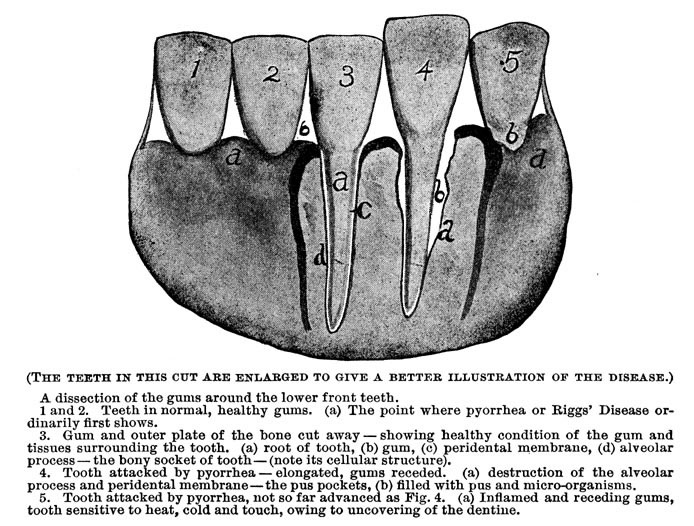 1 2 3 4 5
6 b
a a b d
c a
d
(THE TEETH IN THIS CUT ARE ENLARGED TO GIVE A BETTER ILLUSTRATION OF THE DISEASE.)
A dissection of the gums around the lower front teeth.
1 and 2. Teeth in normal, healthy gums. (a) The point where pyorrhea or Riggs' Disease or-
dinarily first shows.
3. Gum and outer plate of the bone cut away—showing healthy condition of the gum and
tissues surrounding the tooth. (a) root of tooth, (b) gum, (c) peridental membrane, (d) alveolar
process—the bony socket of tooth—(note its cellular structure).
4. Tooth attacked by pyorrhea—elongated, gums receded. (a) destruction of the alveolar
process and peridental membrane—the pus pockets, (b) filled with pus and micro-organisms.
5. Tooth attacked by pyorrhea, not so far advanced as Fig. 4. (a) Inflamed and receding gums,
tooth sensitive to heat, cold and touch, owing to uncovering of the dentine.